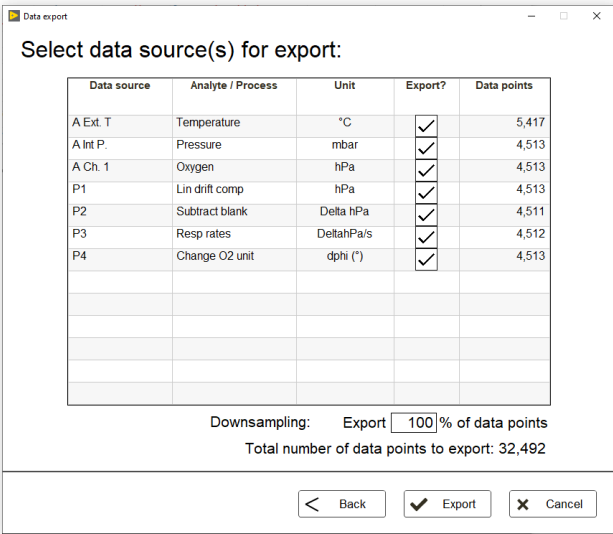 Data export
Select data source(s) for export:
Data source Analyte / Process Unit Export? Data points
A Ext. T Temperature °C 5,417
A Int P. Pressure mbar 4,513
A Ch. 1 Oxygen hPa 4,513
P1 Lin drift comp hPa 4,513
P2 Subtract blank Delta hPa 4,511
P3 Resp rates DeltahPa/s 4,512
P4 Change O2 unit dphi (°) 4,513
Downsampling: Export 100 % of data points
Total number of data points to export: 32,492
Back Export Cancel